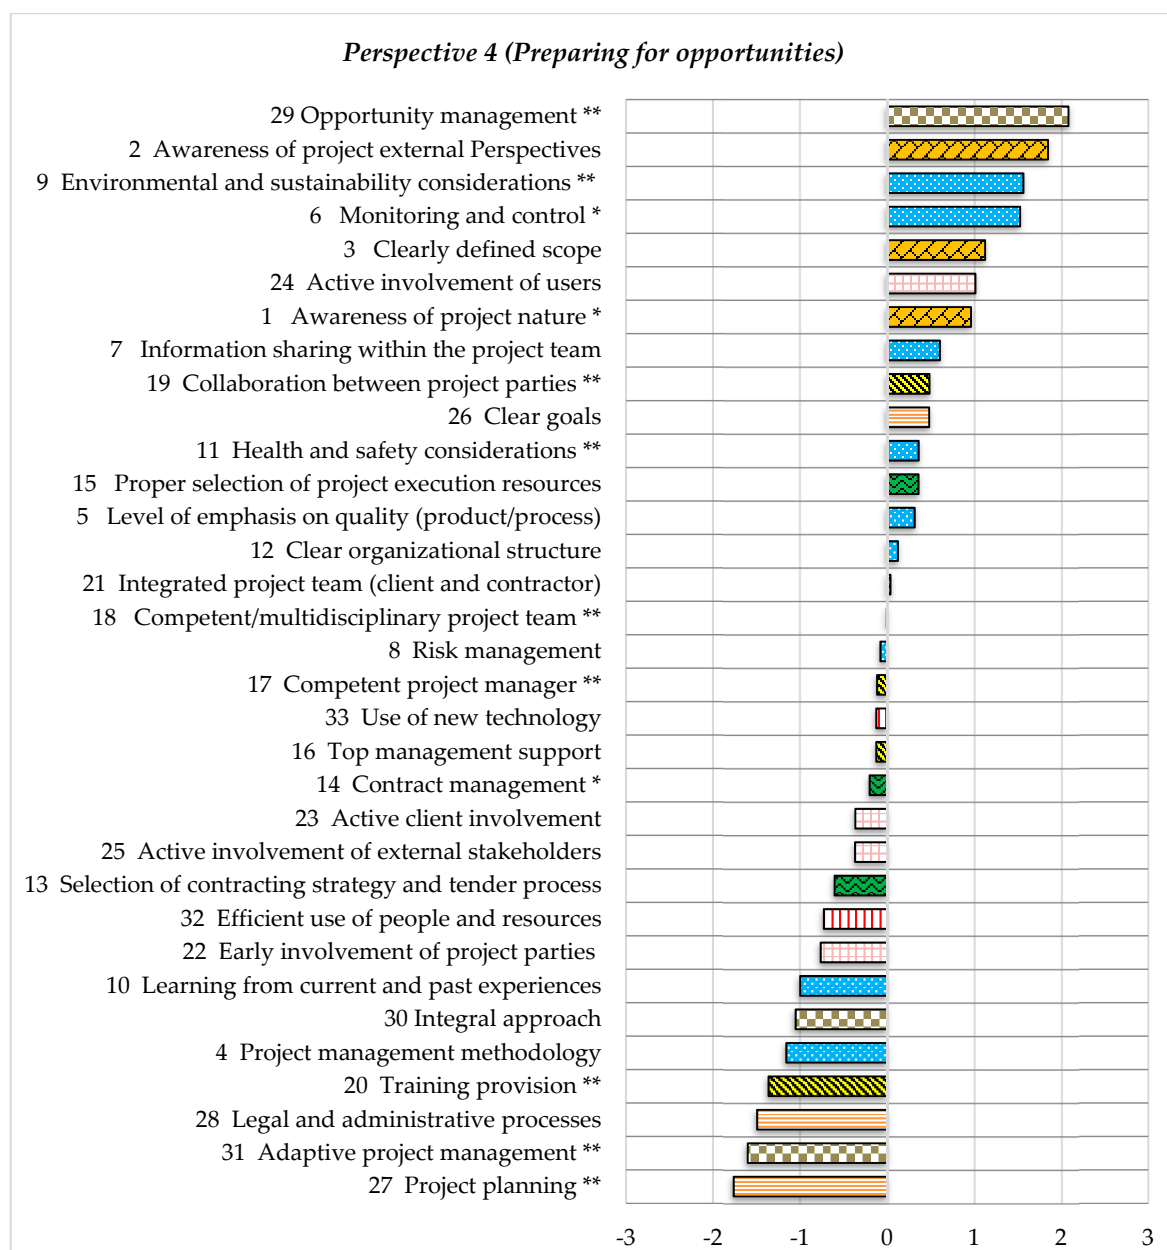 Perspective 4 (Preparing for opportunities)
29 Opportunity management **
2 Awareness of project external Perspectives
9 Environmental and sustainability considerations **
6 Monitoring and control *
3 Clearly defined scope
24 Active involvement of users
1 Awareness of project nature *
7 Information sharing within the project team
19 Collaboration between project parties **
26 Clear goals
11 Health and safety considerations **
15 Proper selection of project execution resources
5 Level of emphasis on quality (product/process)
12 Clear organizational structure
21 Integrated project team (client and contractor)
18 Competent/multidisciplinary project team **
8 Risk management
17 Competent project manager **
33 Use of new technology
16 Top management support
14 Contract management *
23 Active client involvement
25 Active involvement of external stakeholders
13 Selection of contracting strategy and tender process
32 Efficient use of people and resources
22 Early involvement of project parties
10 Learning from current and past experiences
30 Integral approach
4 Project management methodology
20 Training provision **
28 Legal and administrative processes
31 Adaptive project management **
27 Project planning **
-3 -2 -1 0 1 2 3